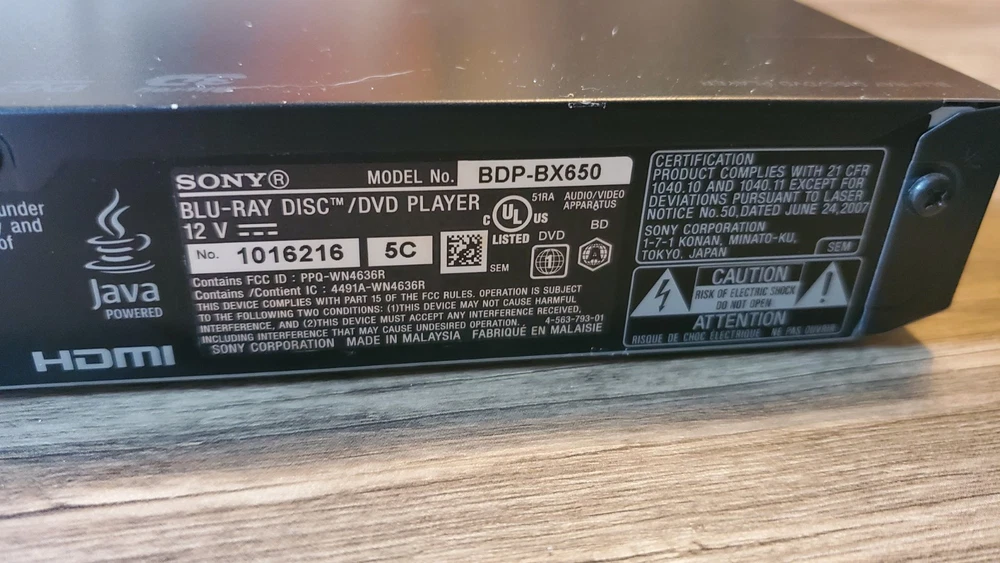 under
and
of
Java
POWERED
HDMI
SONY® MODEL No. BDP-BX650
BLU-RAY DISC™/DVD PLAYER
12 V
No. 1016216 5C
SEM
51RA AUDIO/VIDEO
APPARATUS
C UL US
LISTED
DVD
BD
1
A
Contains FCC ID : PPQ-WN4636R
Contains /Contient IC : 4491A-WN4636R
THIS DEVICE COMPLIES WITH PART 15 OF THE FCC RULES. OPERATION IS SUBJECT
TO THE FOLLOWING TWO CONDITIONS: (1)THIS DEVICE MAY NOT CAUSE HARMFUL
INTERFERENCE, AND (2)THIS DEVICE MUST ACCEPT ANY INTERFERENCE RECEIVED,
INCLUDING INTERFERENCE THAT MAY CAUSE UNDESIRED OPERATION. 4-563-793-01
SONY CORPORATION MADE IN MALAYSIA FABRIQUÉ EN MALAISIE
CERTIFICATION
PRODUCT COMPLIES WITH 21 CFR
1040.10 AND 1040.11 EXCEPT FOR
DEVIATIONS PURSUANT TO LASER
NOTICE No.50,DATED JUNE 24,2007
SONY CORPORATION
1-7-1 KONAN, MINATO-KU,
TOKYO, JAPAN
SEM
CAUTION
RISK OF ELECTRIC SHOCK
DO NOT OPEN
ATTENTION
RISQUE DE CHOC ELECTRIQUE NE PAS OUVRIR